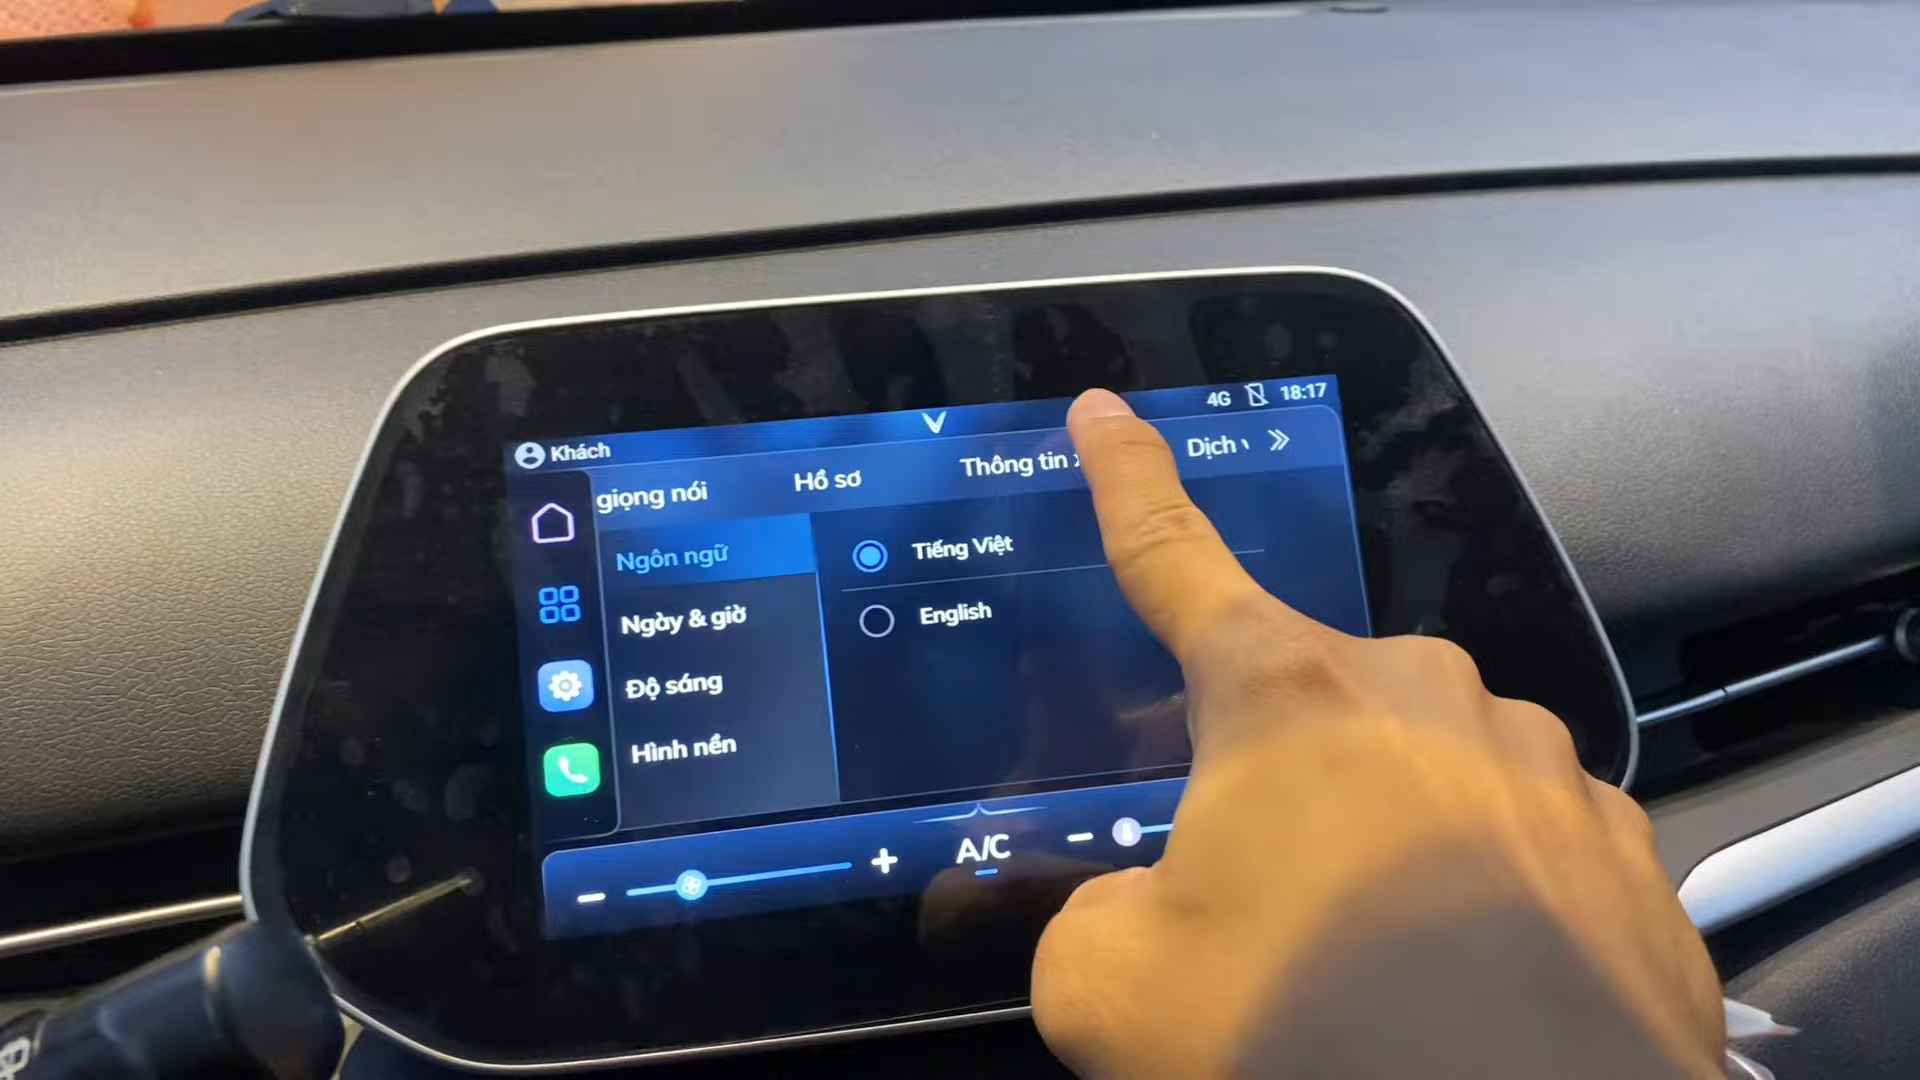 Khách
4G 18:17
giọng nói Hồ sơ Thông tin Dịch
Ngôn ngữ
Tiếng Việt
Ngày & giờ
English
Độ sáng
Hình nền
A/C